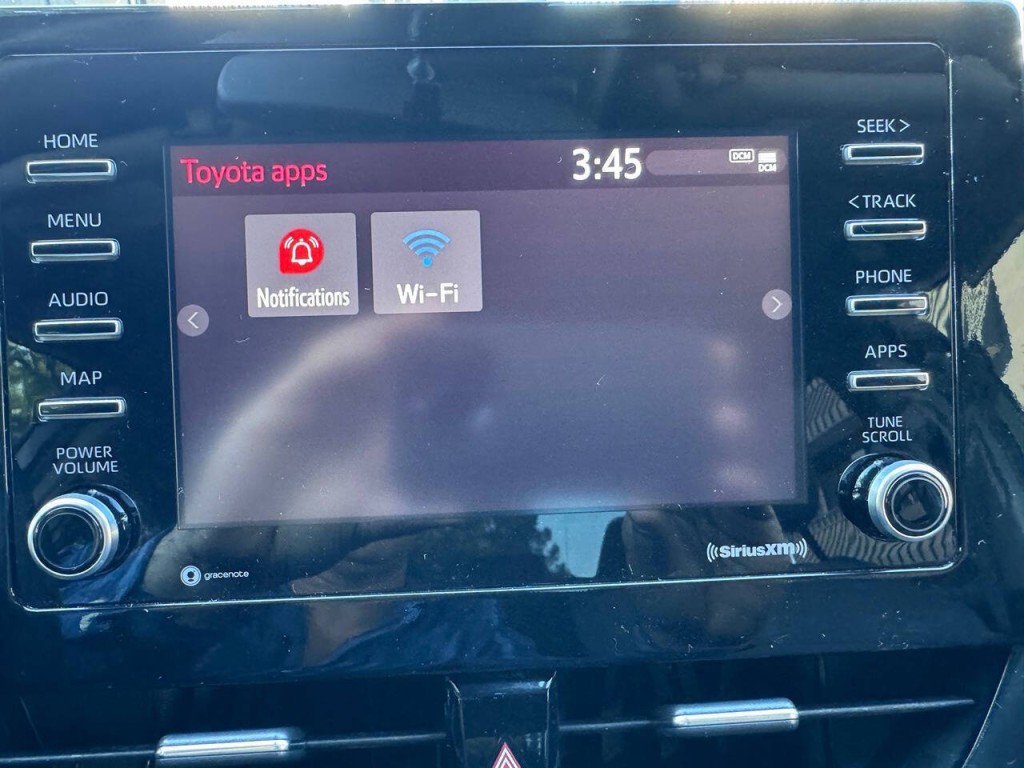 HOME
MENU
AUDIO
MAP
POWER
VOLUME
Toyota apps
3:45
DCM
DCM
Notifications
Wi-Fi
SEEK >
< TRACK
PHONE
APPS
TUNE
SCROLL
gracenote
SiriusXM